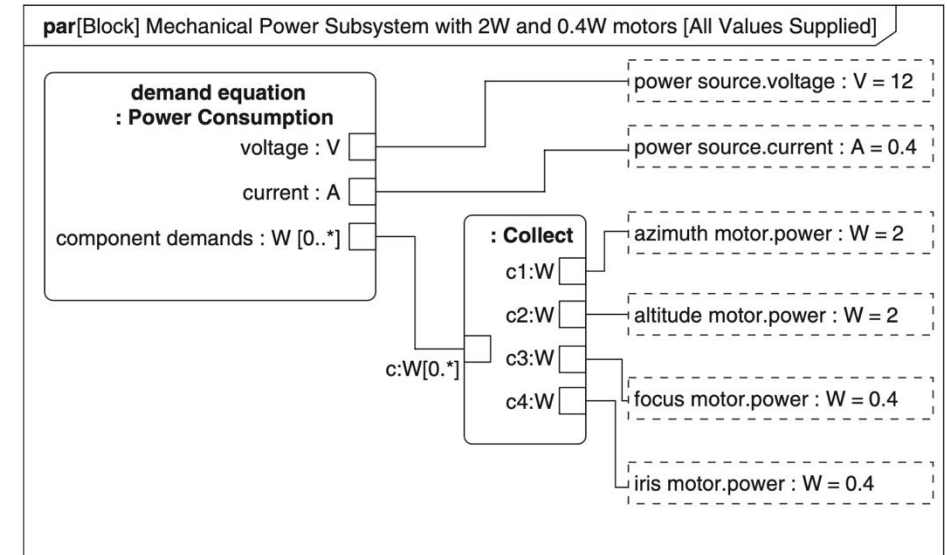 par[Block] Mechanical Power Subsystem with 2W and 0.4W motors [All Values Supplied]
demand equation
: Power Consumption
voltage : V
current : A
component demands : W [0..*]
power source.voltage : V = 12
power source.current : A = 0.4
: Collect
c1:W
c2:W
c3:W
c4:W
c:W[0.*]
azimuth motor.power : W = 2
altitude motor.power : W = 2
focus motor.power : W = 0.4
iris motor.power : W = 0.4